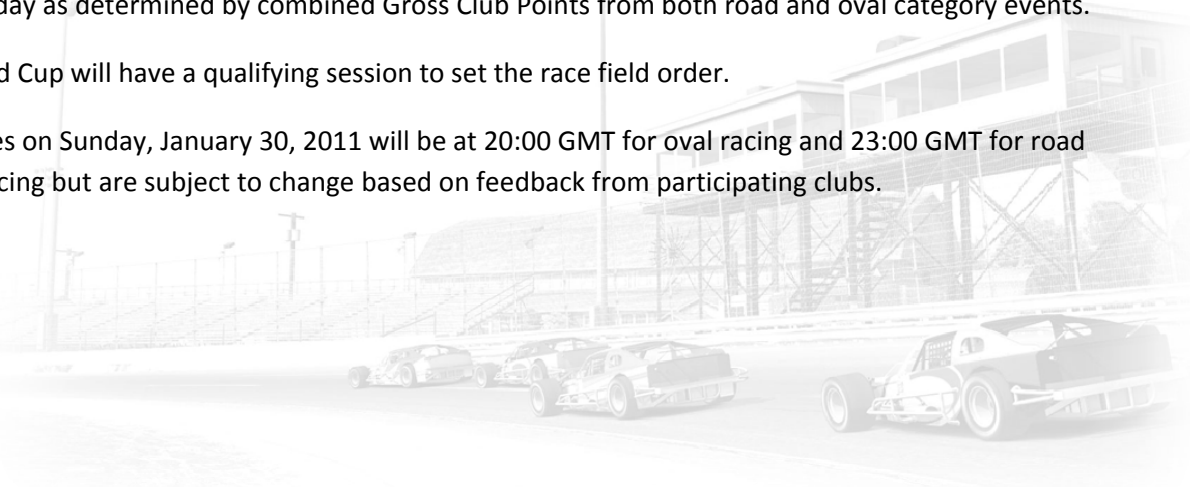 day as determined by combined Gross Club Points from both road and oval category events.
d Cup will have a qualifying session to set the race field order.
es on Sunday, January 30, 2011 will be at 20:00 GMT for oval racing and 23:00 GMT for road
cing but are subject to change based on feedback from participating clubs.